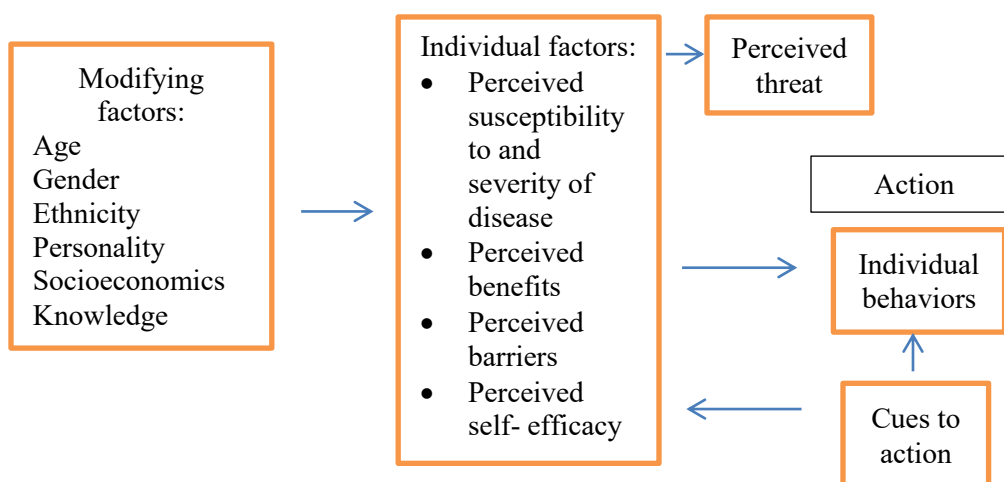 Modifying
factors:
Age
Gender
Ethnicity
Personality
Socioeconomics
Knowledge
Individual factors:
• Perceived
susceptibility
to and
severity of
disease
• Perceived
benefits
• Perceived
barriers
• Perceived
self- efficacy
Perceived
threat
Action
Individual
behaviors
Cues to
action